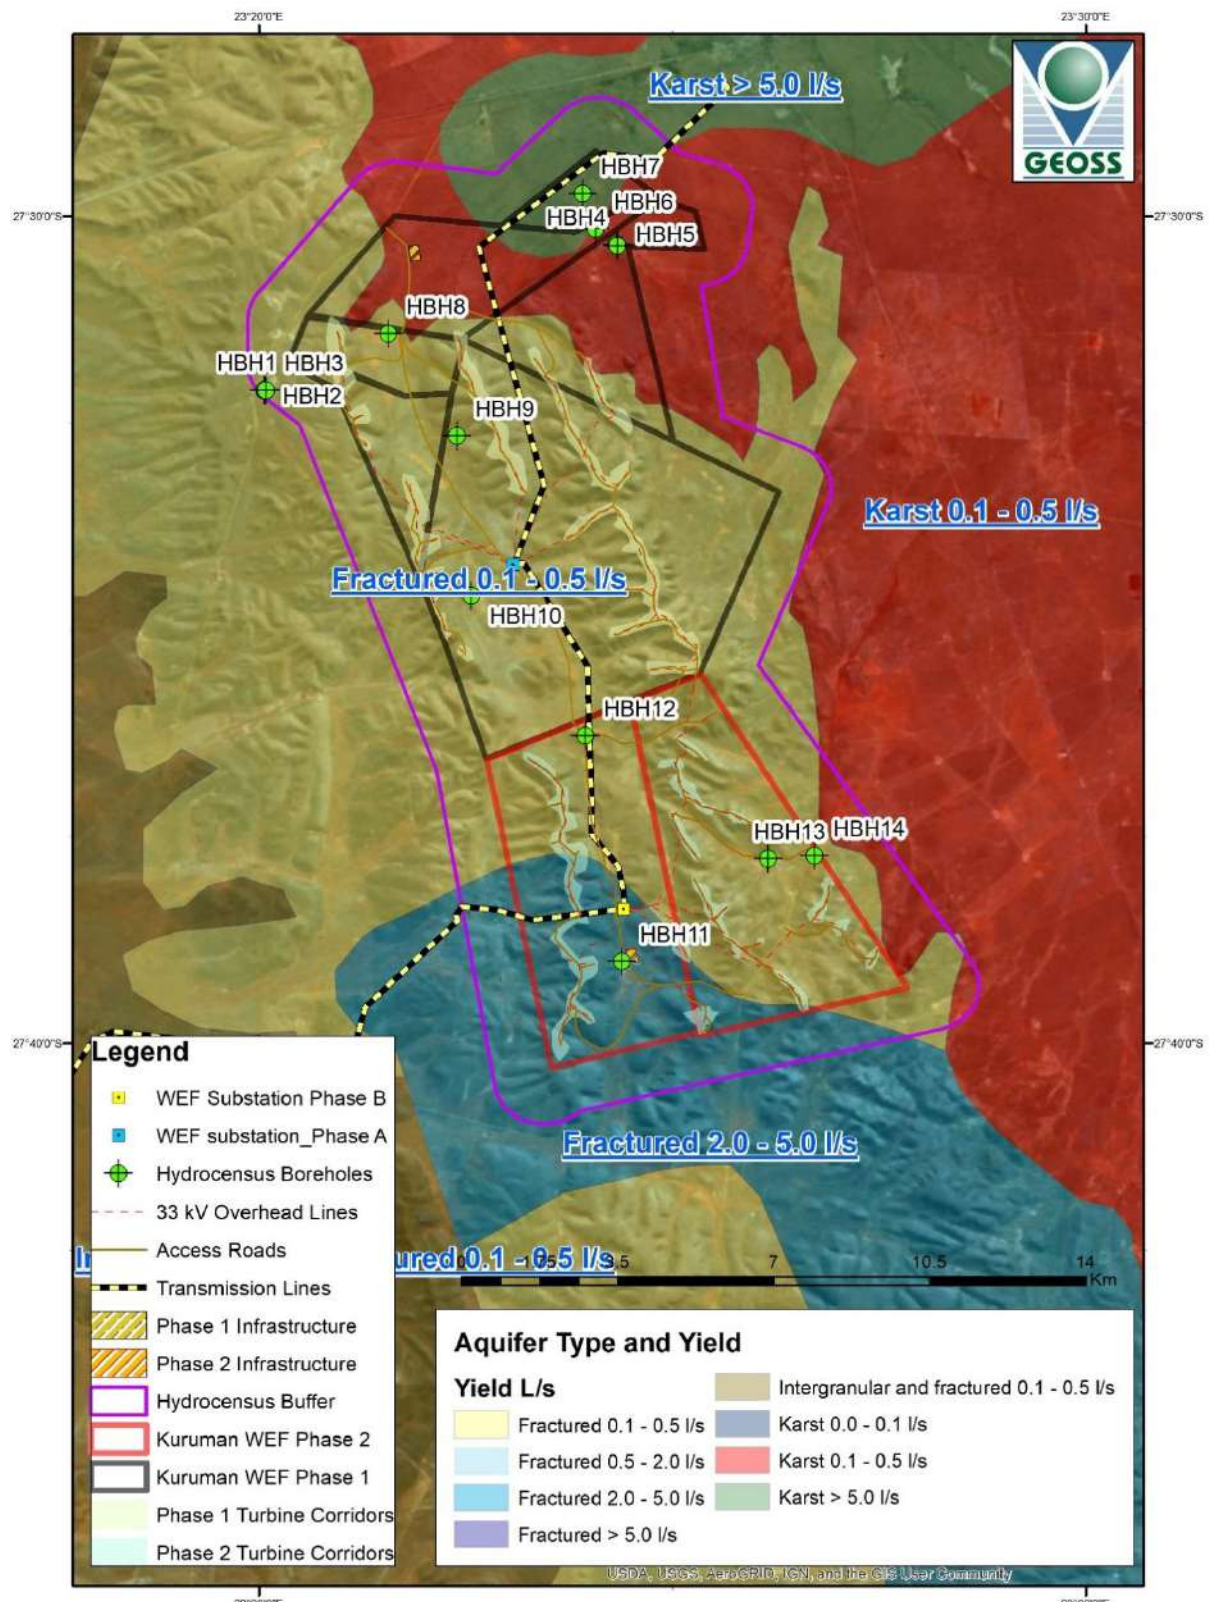 23°20'0"E
23°30'0"E
Karst > 5.0 l/s
GEOSS
HBH7
HBH6
HBH4
HBH5
27°30'0"S
27°30'0"S
HBH8
HBH1
HBH3
HBH2
HBH9
Karst 0.1 - 0.5 l/s
Fractured 0.1 - 0.5 l/s
HBH10
HBH12
HBH13
HBH14
HBH11
27°40'0"S
27°40'0"S
Legend
WEF Substation Phase B
WEF substation_Phase A
Hydrocensus Boreholes
33 kV Overhead Lines
Access Roads
Transmission Lines
Phase 1 Infrastructure
Phase 2 Infrastructure
Hydrocensus Buffer
Kuruman WEF Phase 2
Kuruman WEF Phase 1
Phase 1 Turbine Corridors
Phase 2 Turbine Corridors
Fractured 2.0 - 5.0 l/s
ured 0.1 - 0.5 l/s
7
10.5
14
Km
Aquifer Type and Yield
Yield L/s
Fractured 0.1 - 0.5 l/s
Fractured 0.5 - 2.0 l/s
Fractured 2.0 - 5.0 l/s
Fractured > 5.0 l/s
Intergranular and fractured 0.1 - 0.5 l/s
Karst 0.0 - 0.1 l/s
Karst 0.1 - 0.5 l/s
Karst > 5.0 l/s
USDA, USGS, AeroGRID, IGN, and the GIS User Community